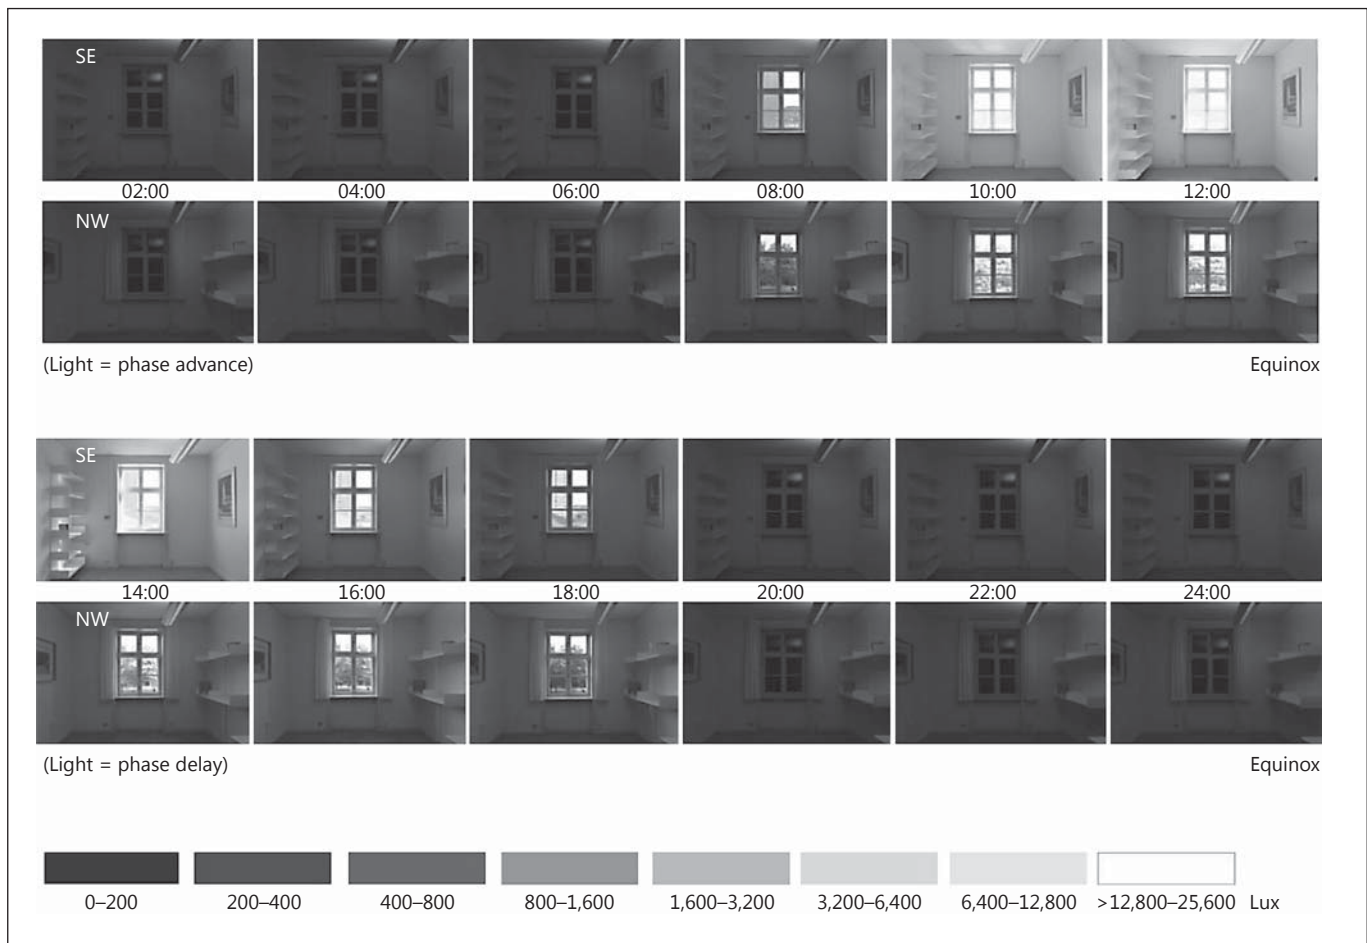 SE
02:00 04:00 06:00 08:00 10:00 12:00
NW
(Light = phase advance) Equinox
SE
14:00 16:00 18:00 20:00 22:00 24:00
NW
(Light = phase delay) Equinox
0–200 200–400 400–800 800–1,600 1,600–3,200 3,200–6,400 6,400–12,800 >12,800–25,600 Lux